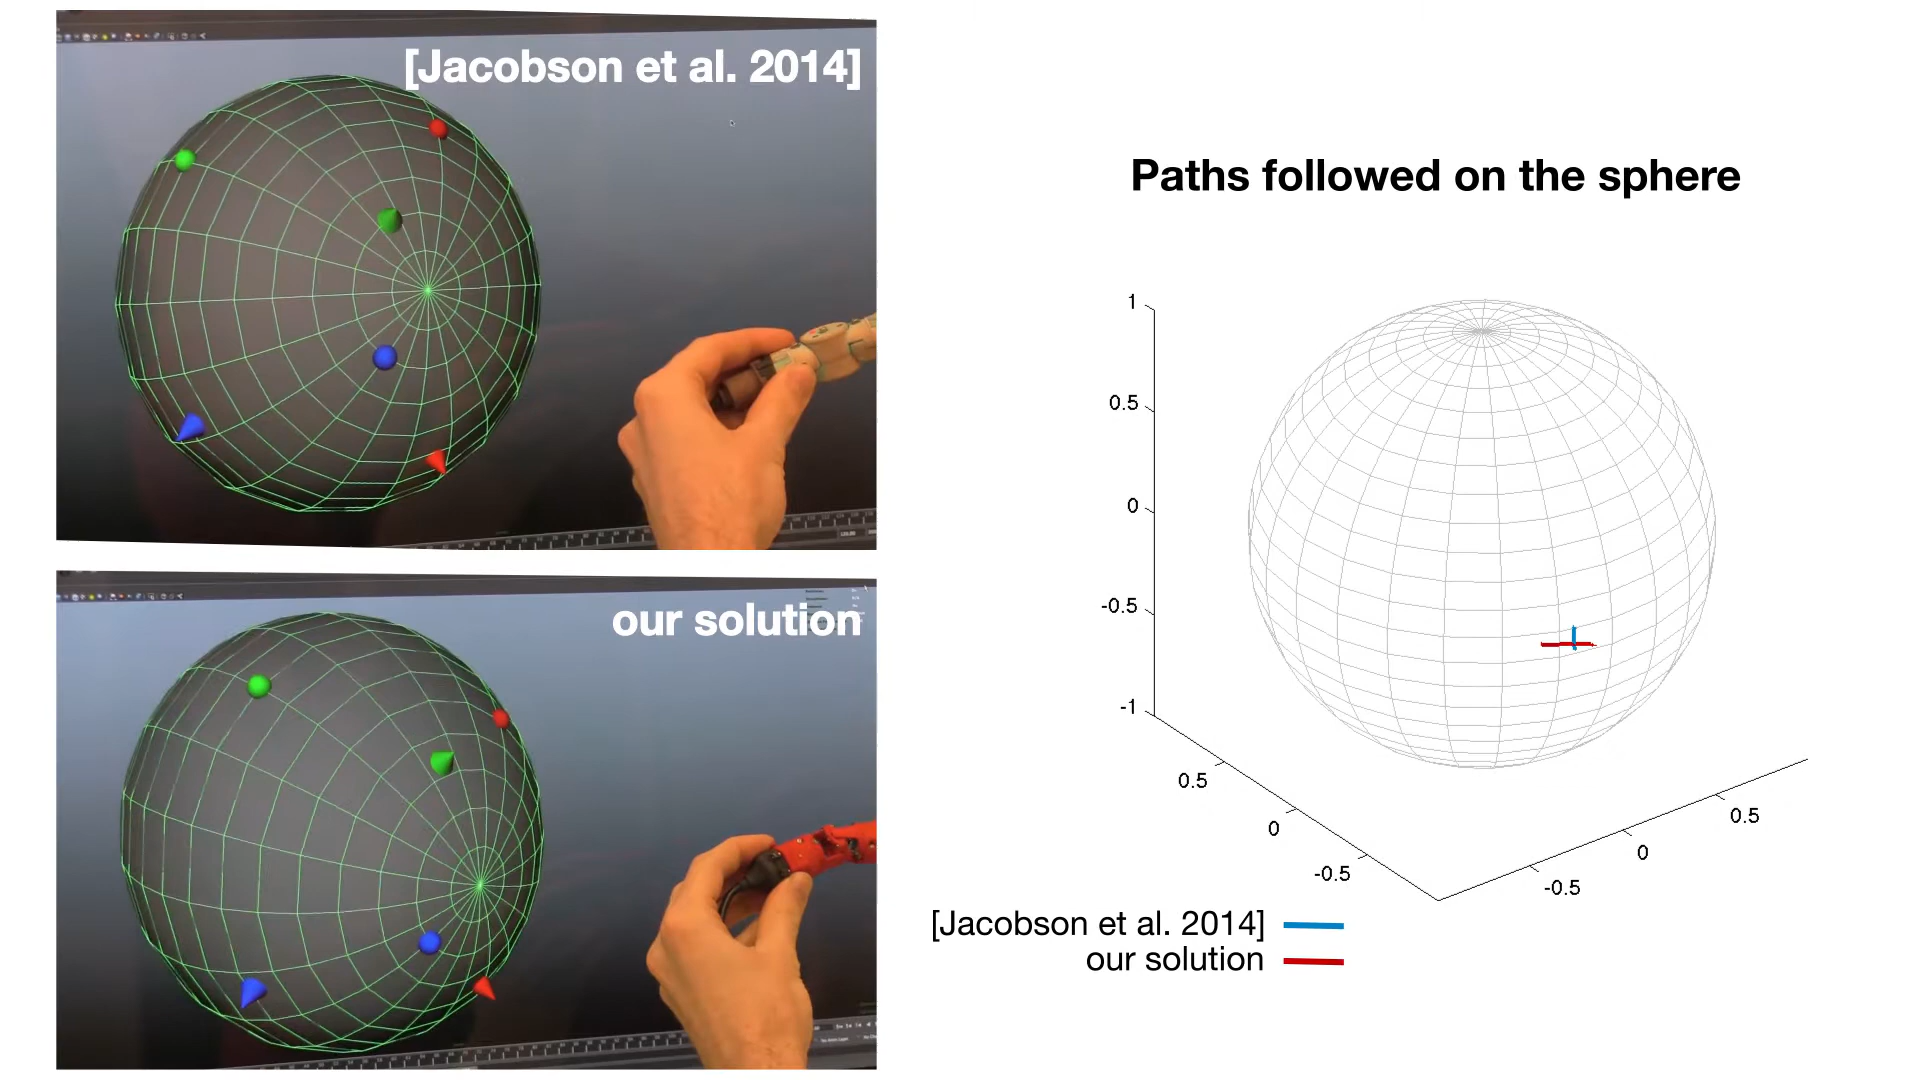 [Jacobson et al. 2014]
our solution
Paths followed on the sphere
1
0.5
0
-0.5
-1
0.5
0
-0.5
-0.5
0
0.5
[Jacobson et al. 2014]
our solution